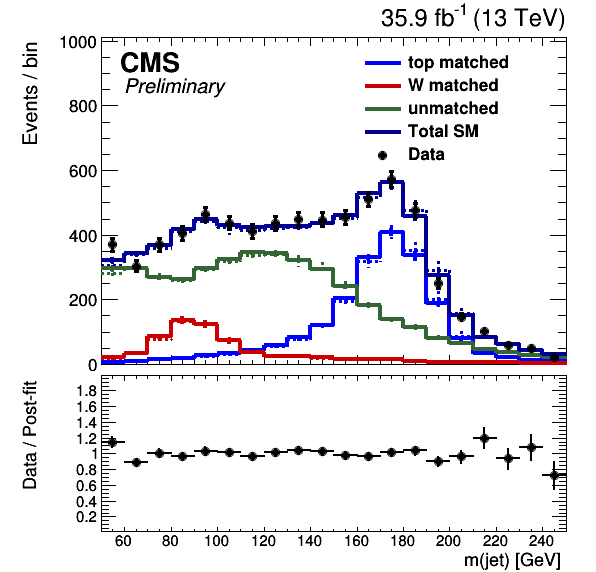 35.9 fb⁻¹ (13 TeV)
CMS
Preliminary
top matched
W matched
unmatched
Total SM
Data
Events / bin
1000
800
600
400
200
0
Data / Post-fit
1.8
1.6
1.4
1.2
1
0.8
0.6
0.4
0.2
60 80 100 120 140 160 180 200 220 240
m(jet) [GeV]